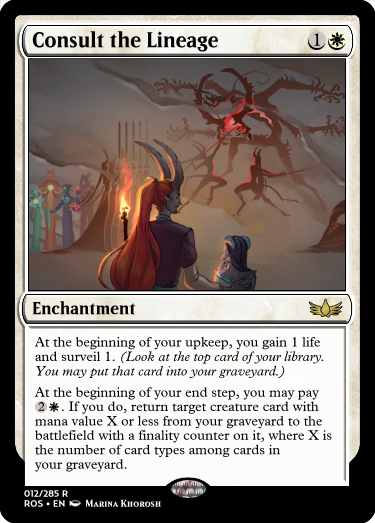 Consult the Lineage 1
Enchantment
At the beginning of your upkeep, you gain 1 life
and surveil 1. (Look at the top card of your library.
You may put that card into your graveyard.)
At the beginning of your end step, you may pay
2. If you do, return target creature card with
mana value X or less from your graveyard to the
battlefield with a finality counter on it, where X is
the number of card types among cards in
your graveyard.
012/285 R
ROS • EN Marina Khorosh